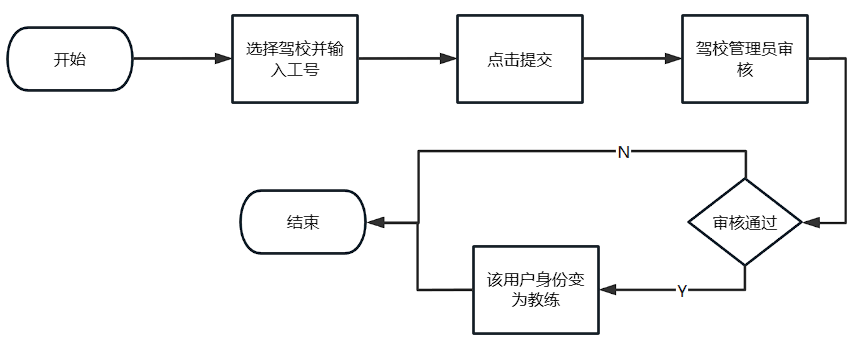 开始
选择驾校并输
入工号
点击提交
驾校管理员审
核
N
审核通过
结束
该用户身份变
为教练
Y